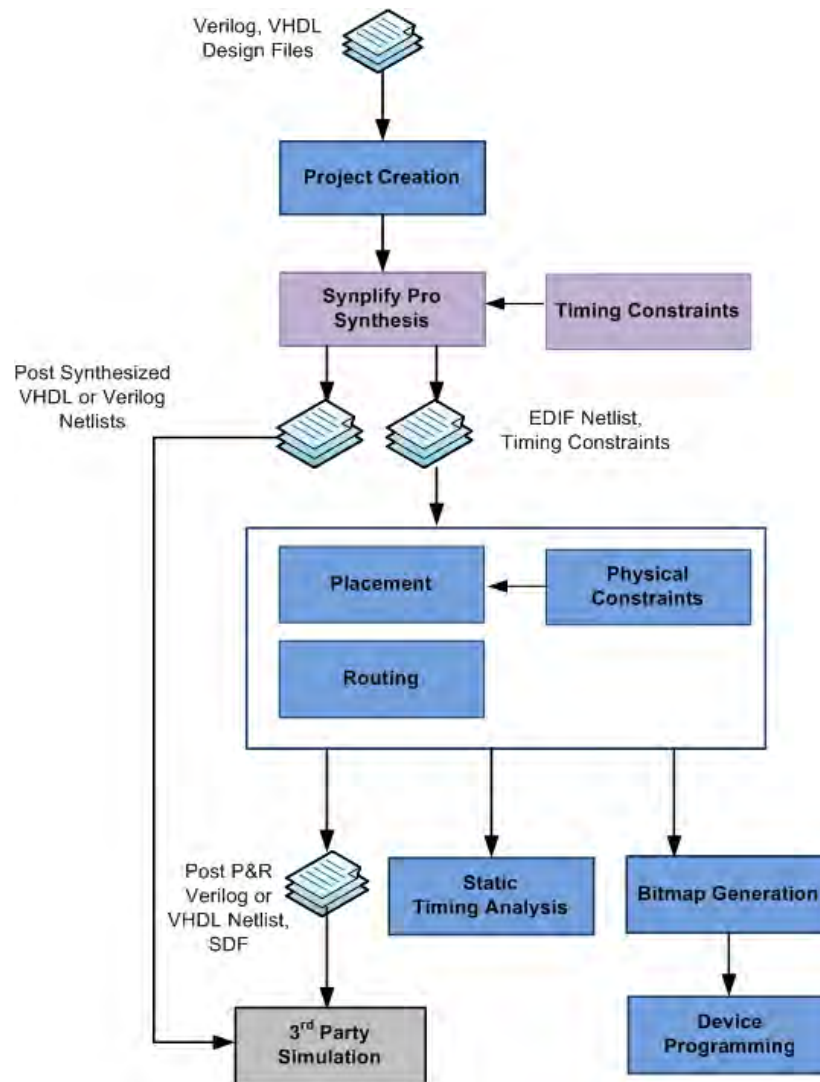 Verilog, VHDL
Design Files
Project Creation
Synplify Pro
Synthesis
Timing Constraints
Post Synthesized
VHDL or Verilog
Netlists
EDIF Netlist,
Timing Constraints
Placement
Physical
Constraints
Routing
Post P&R
Verilog or
VHDL Netlist,
SDF
Static
Timing Analysis
Bitmap Generation
3rd Party
Simulation
Device
Programming